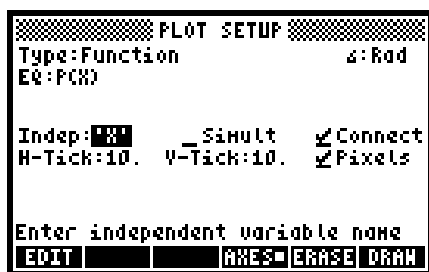 PLOT SETUP
Type:Function ∡:Rad
EQ:P(X)
Indep:'X' _Simult ✓Connect
H-Tick:10. V-Tick:10. ✓Pixels
Enter independent variable name
EDIT AXES▪ ERASE DRAW